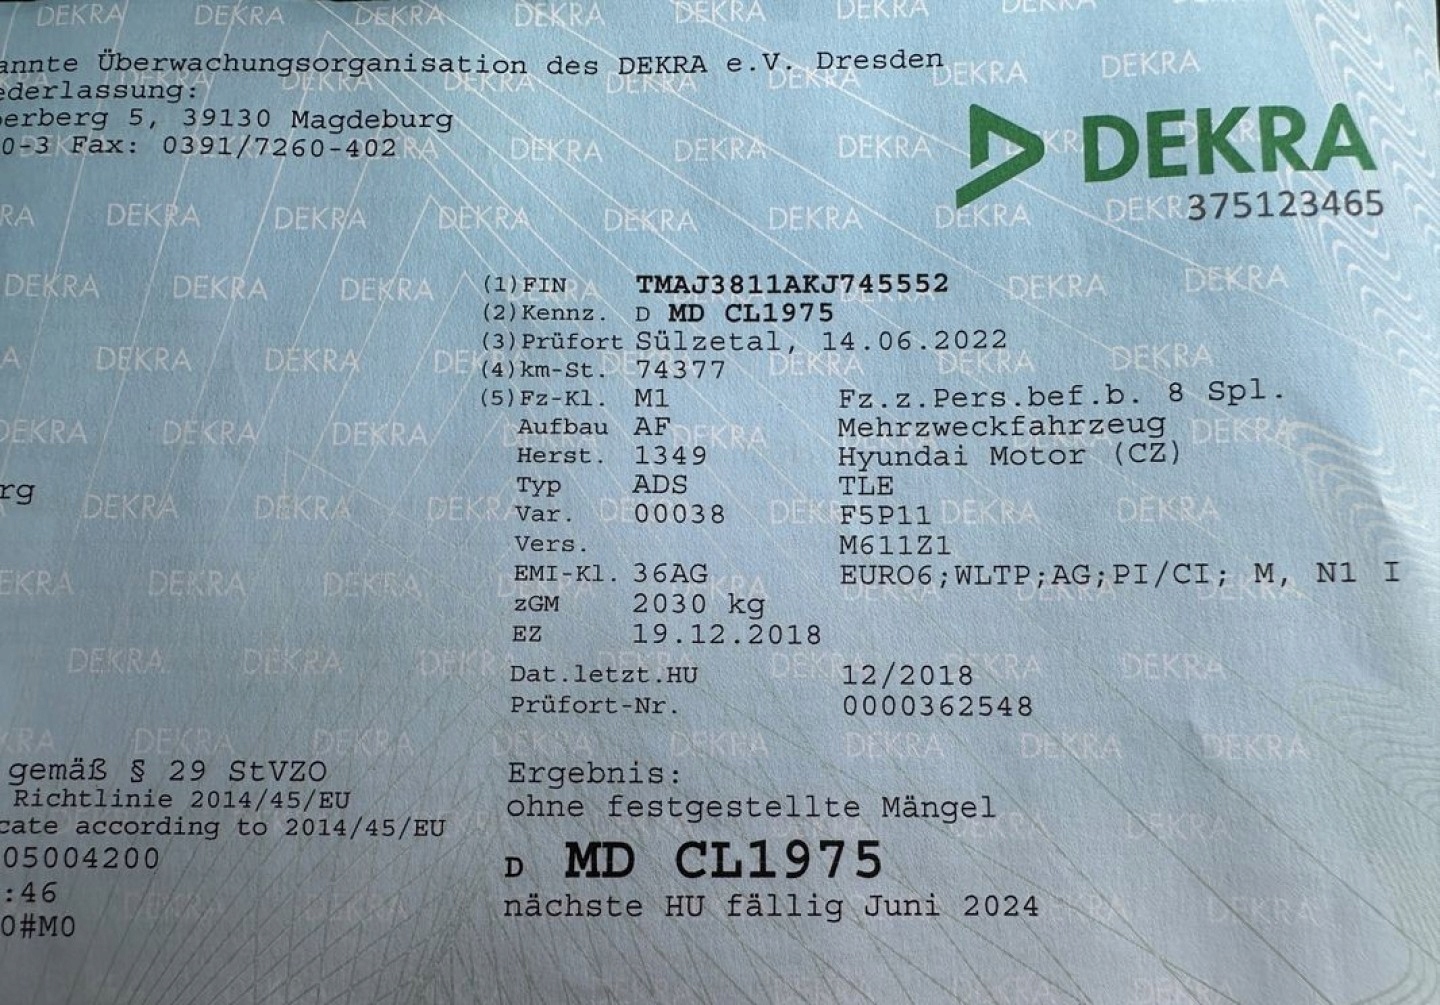 annte Überwachungsorganisation des DEKRA e.V. Dresden
ederlassung:
erberg 5, 39130 Magdeburg
0-3 Fax: 0391/7260-402
DEKRA
375123465
(1) FIN TMAJ3811AKJ745552
(2) Kennz. D MD CL1975
(3) Prüfort Sülzetal, 14.06.2022
(4) km-St. 74377
(5) Fz-Kl. M1 Fz.z.Pers.bef.b. 8 Spl.
Aufbau AF Mehrzweckfahrzeug
Herst. 1349 Hyundai Motor (CZ)
rg
Typ ADS TLE
Var. 00038 F5P11
Vers. M611Z1
EMI-Kl. 36AG EURO6;WLTP;AG;PI/CI; M, N1 I
zGM 2030 kg
EZ 19.12.2018
Dat.letzt.HU 12/2018
Prüfort-Nr. 0000362548
gemäß § 29 StVZO
Richtlinie 2014/45/EU
cate according to 2014/45/EU
05004200
:46
0#M0
Ergebnis:
ohne festgestellte Mängel
D MD CL1975
nächste HU fällig Juni 2024